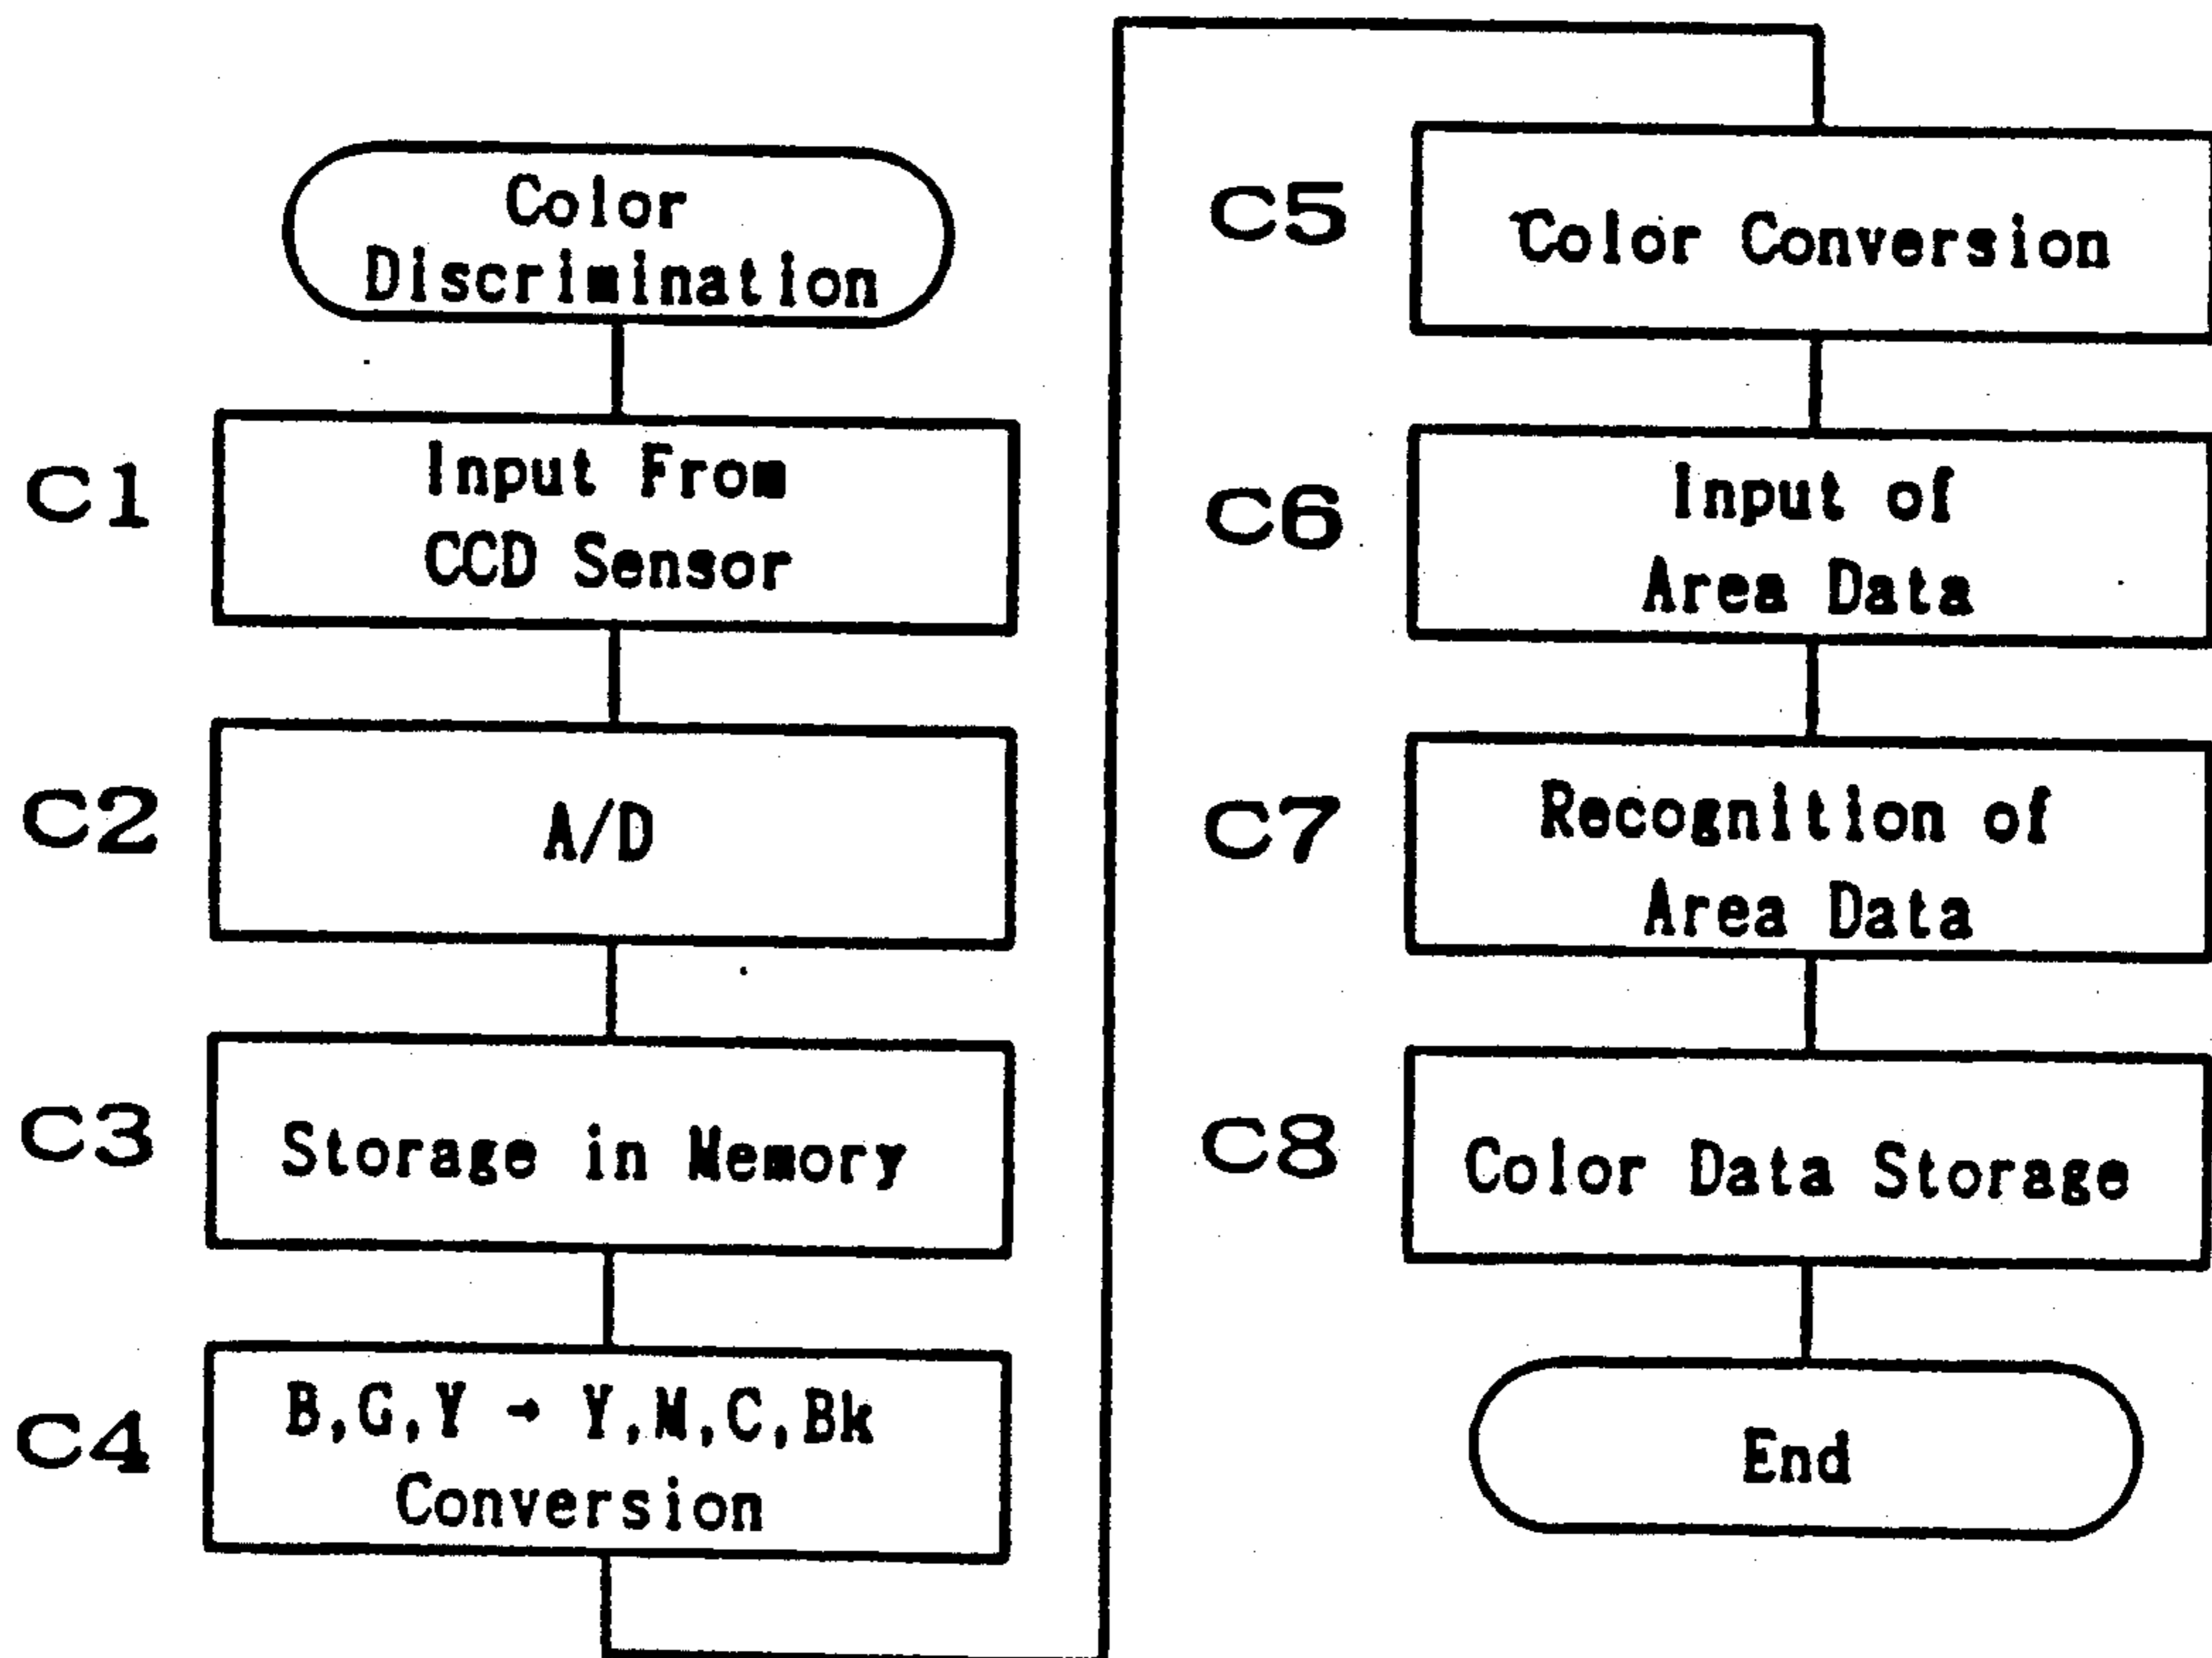 Color
Discrimination
C1
Input From
CCD Sensor
C2
A/D
C3
Storage in Memory
C4
B,G,Y → Y,M,C,Bk
Conversion
C5
Color Conversion
C6
Input of
Area Data
C7
Recognition of
Area Data
C8
Color Data Storage
End